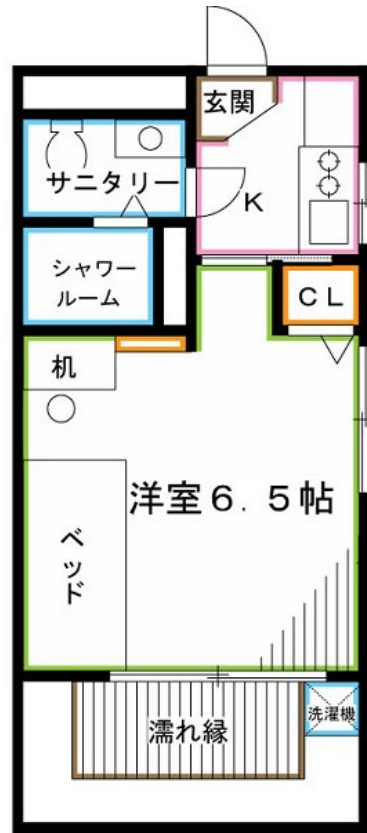 玄関
サニタリー
K
シャワー
ルーム
CL
机
洋室6.5帖
ベッド
濡れ縁
洗濯機